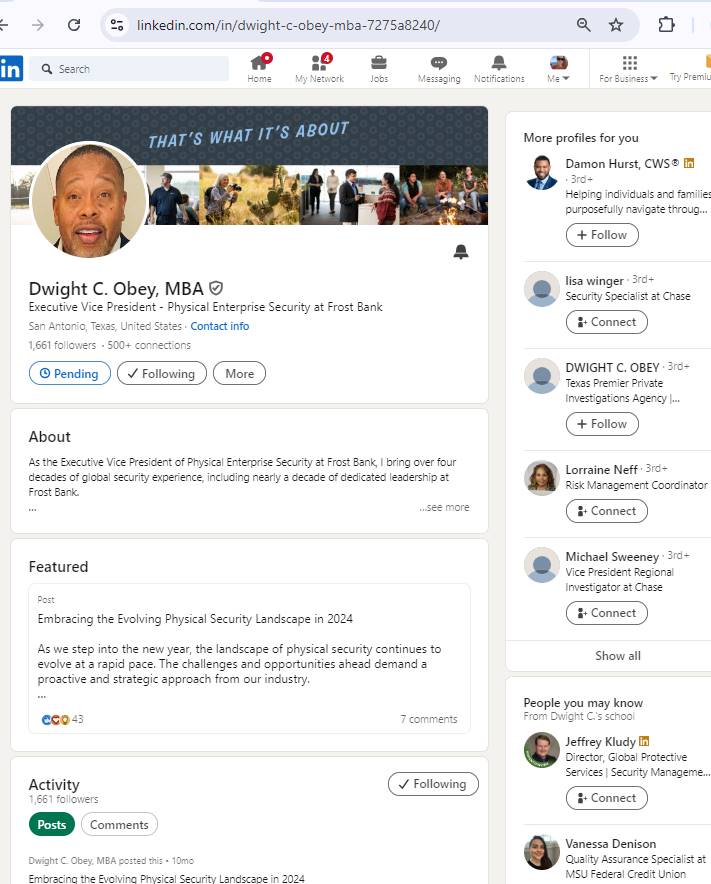 linkedin.com/in/dwight-c-obey-mba-7275a8240/
in
Search
Home
4
My Network
Jobs
Messaging
Notifications
Me
For Business
Try Premiu
THAT'S WHAT IT'S ABOUT
Dwight C. Obey, MBA
Executive Vice President - Physical Enterprise Security at Frost Bank
San Antonio, Texas, United States · Contact info
1,661 followers · 500+ connections
Pending
Following
More
About
As the Executive Vice President of Physical Enterprise Security at Frost Bank, I bring over four
decades of global security experience, including nearly a decade of dedicated leadership at
Frost Bank.
...
...see more
Featured
Post
Embracing the Evolving Physical Security Landscape in 2024
As we step into the new year, the landscape of physical security continues to
evolve at a rapid pace. The challenges and opportunities ahead demand a
proactive and strategic approach from our industry.
...
43
7 comments
Activity
1,661 followers
Following
Posts
Comments
Dwight C. Obey, MBA posted this • 10mo
Embracing the Evolving Physical Security Landscape in 2024
More profiles for you
Damon Hurst, CWS® in
· 3rd+
Helping individuals and families
purposefully navigate throug...
+ Follow
lisa winger · 3rd+
Security Specialist at Chase
Connect
DWIGHT C. OBEY · 3rd+
Texas Premier Private
Investigations Agency |...
+ Follow
Lorraine Neff · 3rd+
Risk Management Coordinator
Connect
Michael Sweeney · 3rd+
Vice President Regional
Investigator at Chase
Connect
Show all
People you may know
From Dwight C.'s school
Jeffrey Kludy in
Director, Global Protective
Services | Security Manageme...
Connect
Vanessa Denison
Quality Assurance Specialist at
MSU Federal Credit Union